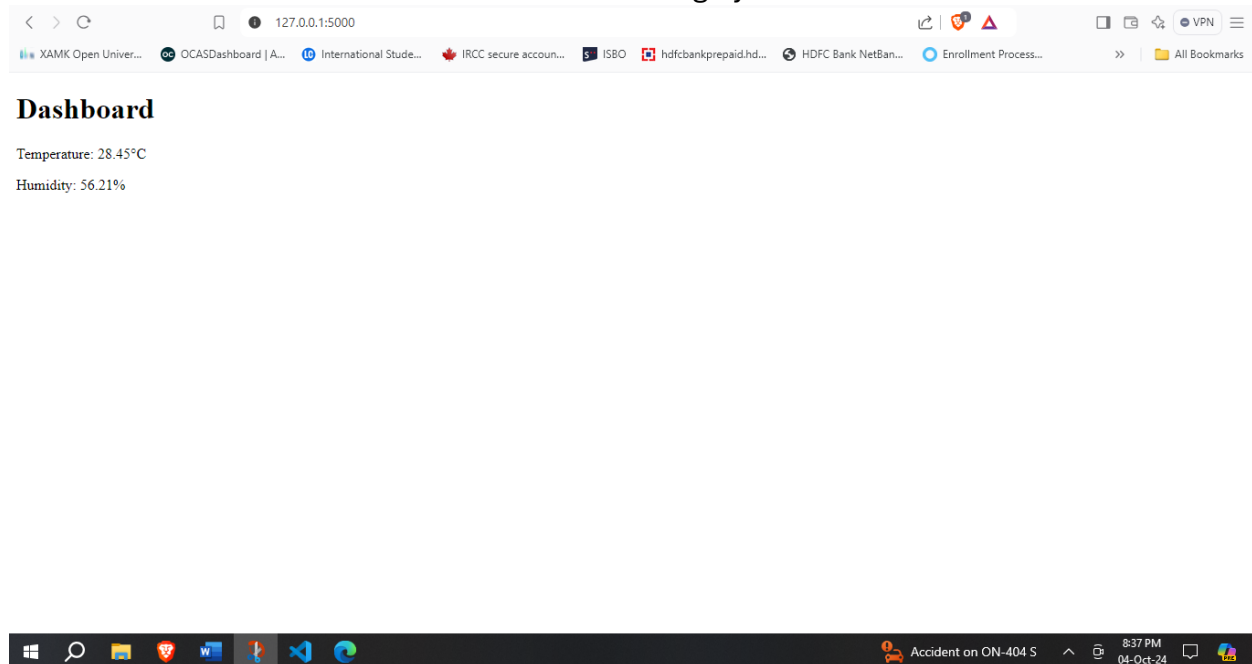 127.0.0.1:5000
VPN
XAMK Open Univer...
OCASDashboard | A...
International Stude...
IRCC secure accoun...
ISBO
hdfcbankprepaid.hd...
HDFC Bank NetBan...
Enrollment Process...
All Bookmarks
Dashboard
Temperature: 28.45°C
Humidity: 56.21%
Accident on ON-404 S
8:37 PM
04-Oct-24